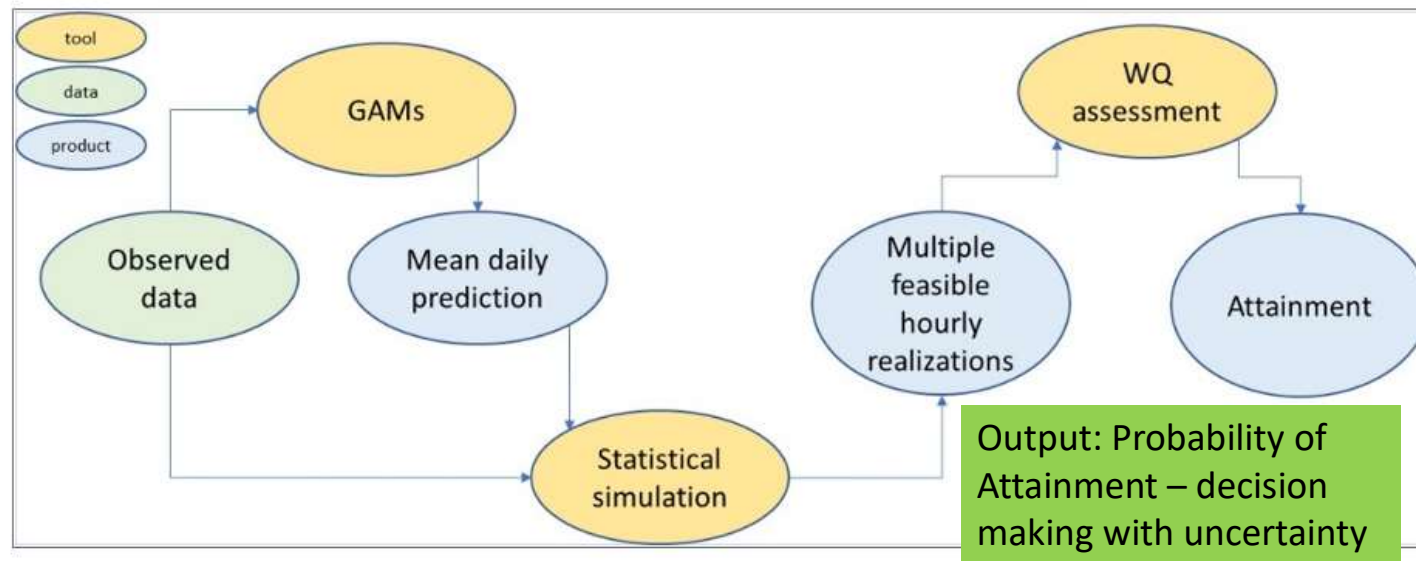 tool
data
product
GAMs
WQ
assessment
Observed
data
Mean daily
prediction
Multiple
feasible
hourly
realizations
Attainment
Statistical
simulation
Output: Probability of
Attainment – decision
making with uncertainty